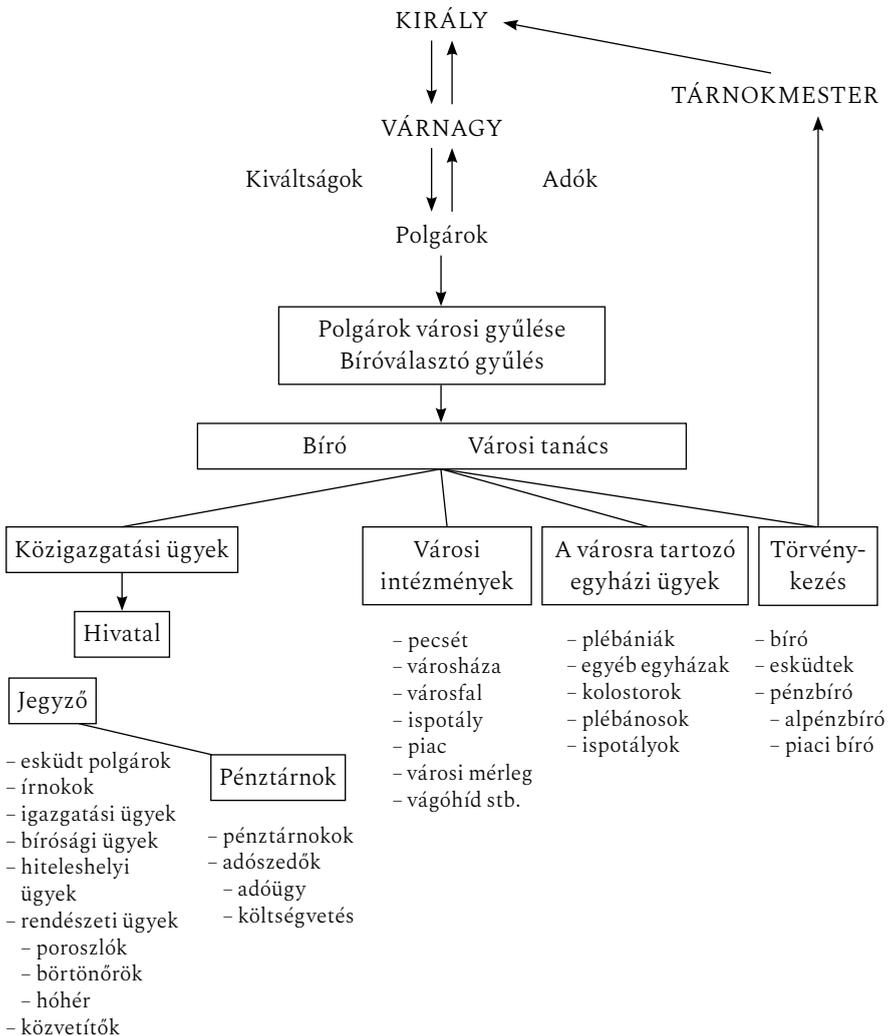 KIRÁLY
TÁRNOKMESTER
VÁRNAGY
Kiváltságok
Adók
Polgárok
Polgárok városi gyűlése
Bíróválasztó gyűlés
Bíró
Városi tanács
Közigazgatási ügyek
Hivatal
Jegyző
– esküdt polgárok
– írnokok
– igazgatási ügyek
– bírósági ügyek
– hiteleshelyi
ügyek
– rendészeti ügyek
– poroszlók
– börtönőrök
– hóhér
– közvetítők
Pénztárnok
– pénztárnokok
– adószedők
– adóügy
– költségvetés
Városi
intézmények
– pecsét
– városháza
– városfal
– ispotály
– piac
– városi mérleg
– vágóhíd stb.
A városra tartozó
egyházi ügyek
– plébániák
– egyéb egyházak
– kolostorok
– plébánosok
– ispotályok
Törvény-
kezés
– bíró
– esküdtek
– pénzbíró
– alpénzbíró
– piaci bíró